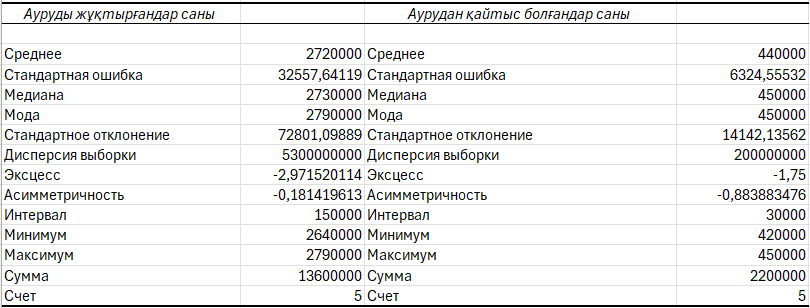 Ауруды жұқтырғандар саны Аурудан қайтыс болғандар саны
Среднее 2720000 Среднее 440000
Стандартная ошибка 32557,64119 Стандартная ошибка 6324,55532
Медиана 2730000 Медиана 450000
Мода 2790000 Мода 450000
Стандартное отклонение 72801,09889 Стандартное отклонение 14142,13562
Дисперсия выборки 5300000000 Дисперсия выборки 200000000
Эксцесс -2,971520114 Эксцесс -1,75
Асимметричность -0,181419613 Асимметричность -0,883883476
Интервал 150000 Интервал 30000
Минимум 2640000 Минимум 420000
Максимум 2790000 Максимум 450000
Сумма 13600000 Сумма 2200000
Счет 5 Счет 5